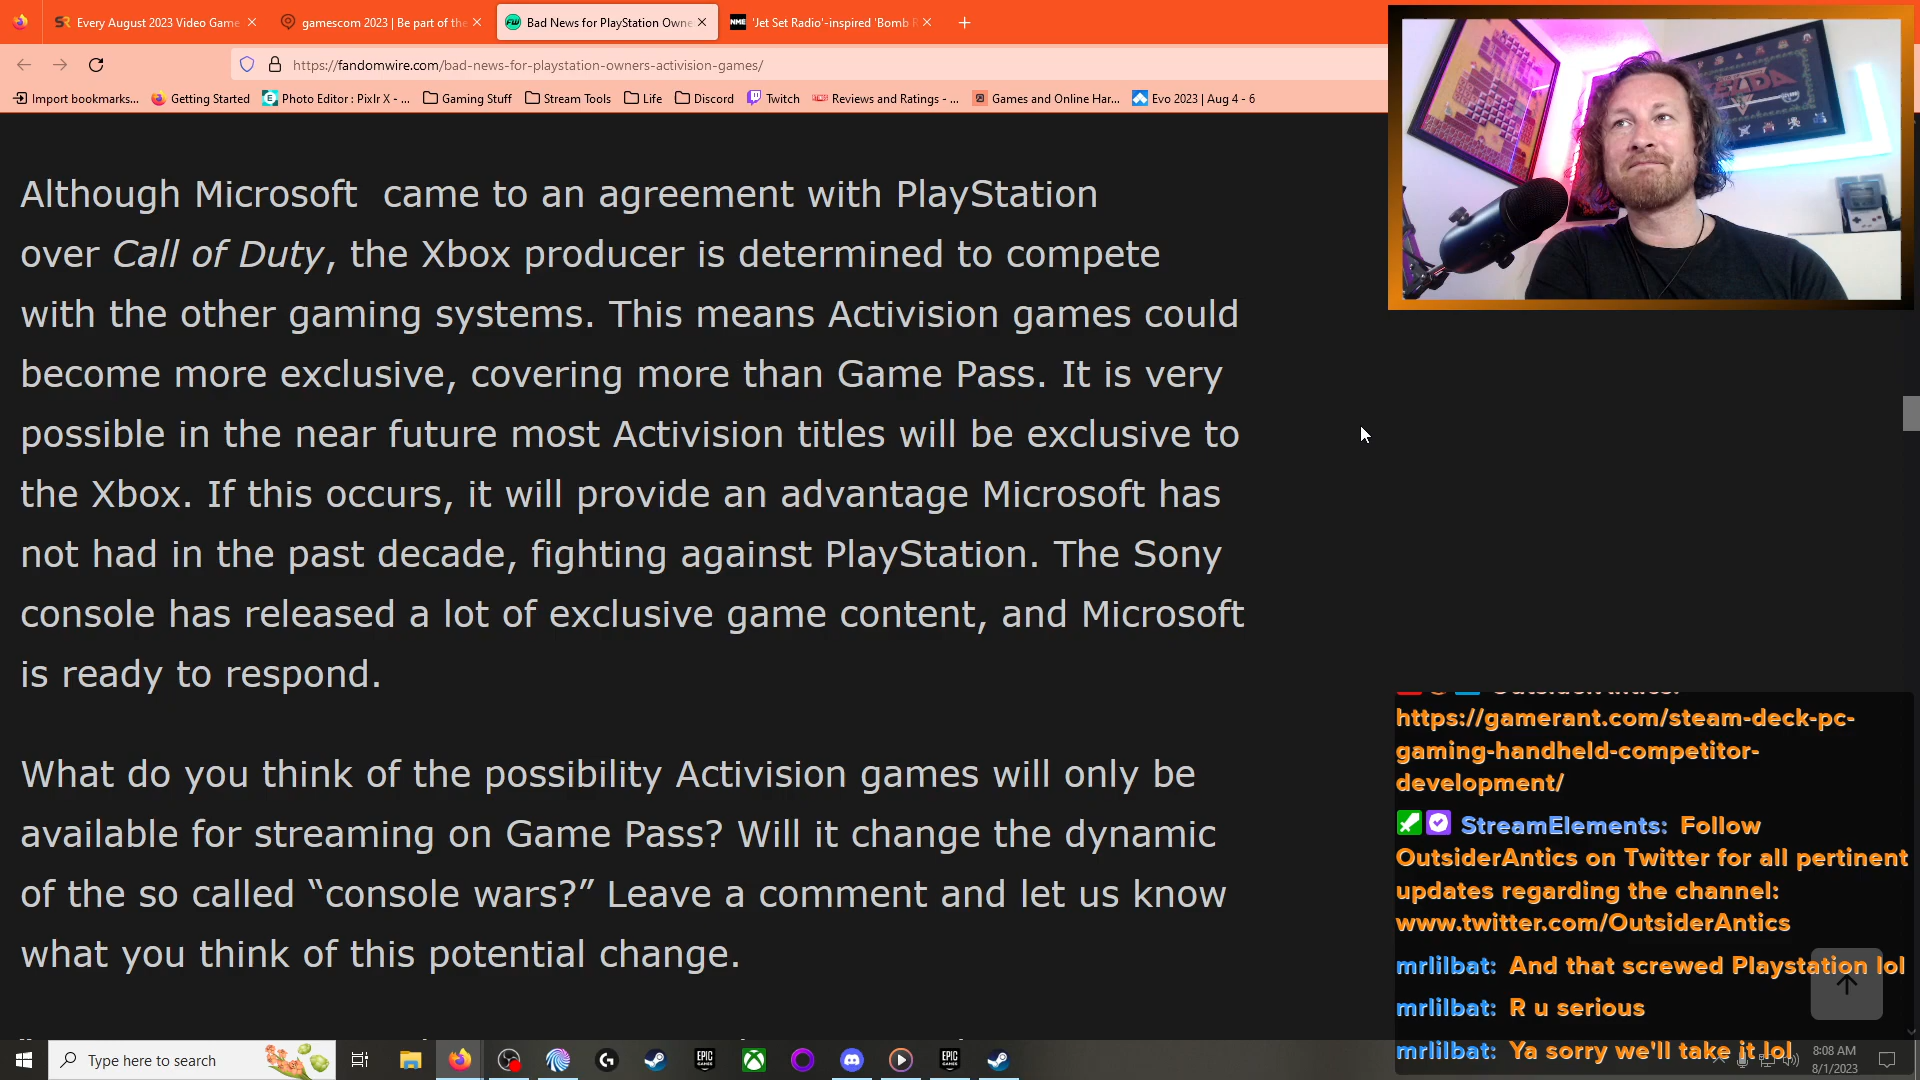 Every August 2023 Video Game
gamescom 2023 | Be part of the
Bad News for PlayStation Owne
NME
'Jet Set Radio'-inspired 'Bomb R
https://fandomwire.com/bad-news-for-playstation-owners-activision-games/
Import bookmarks...
Getting Started
Photo Editor : Pixlr X - ...
Gaming Stuff
Stream Tools
Life
Discord
Twitch
Reviews and Ratings - ...
Games and Online Har...
Evo 2023 | Aug 4 - 6
Although Microsoft came to an agreement with PlayStation
over Call of Duty, the Xbox producer is determined to compete
with the other gaming systems. This means Activision games could
become more exclusive, covering more than Game Pass. It is very
possible in the near future most Activision titles will be exclusive to
the Xbox. If this occurs, it will provide an advantage Microsoft has
not had in the past decade, fighting against PlayStation. The Sony
console has released a lot of exclusive game content, and Microsoft
is ready to respond.
What do you think of the possibility Activision games will only be
available for streaming on Game Pass? Will it change the dynamic
of the so called “console wars?” Leave a comment and let us know
what you think of this potential change.
ZELDA
https://gamerant.com/steam-deck-pc-
gaming-handheld-competitor-
development/
StreamElements: Follow
OutsiderAntics on Twitter for all pertinent
updates regarding the channel:
www.twitter.com/OutsiderAntics
mrlilbat: And that screwed Playstation lol
mrlilbat: R u serious
mrlilbat: Ya sorry we'll take it lol
Type here to search
EPIC GAMES
EPIC GAMES
8:08 AM
8/1/2023